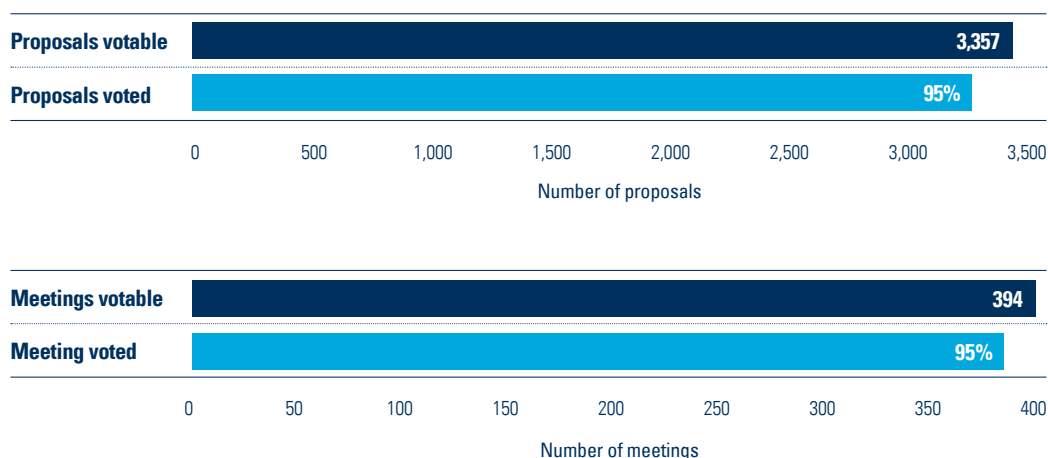 Proposals votable 3,357
Proposals voted 95%
0 500 1,000 1,500 2,000 2,500 3,000 3,500
Number of proposals
Meetings votable 394
Meeting voted 95%
0 50 100 150 200 250 300 350 400
Number of meetings